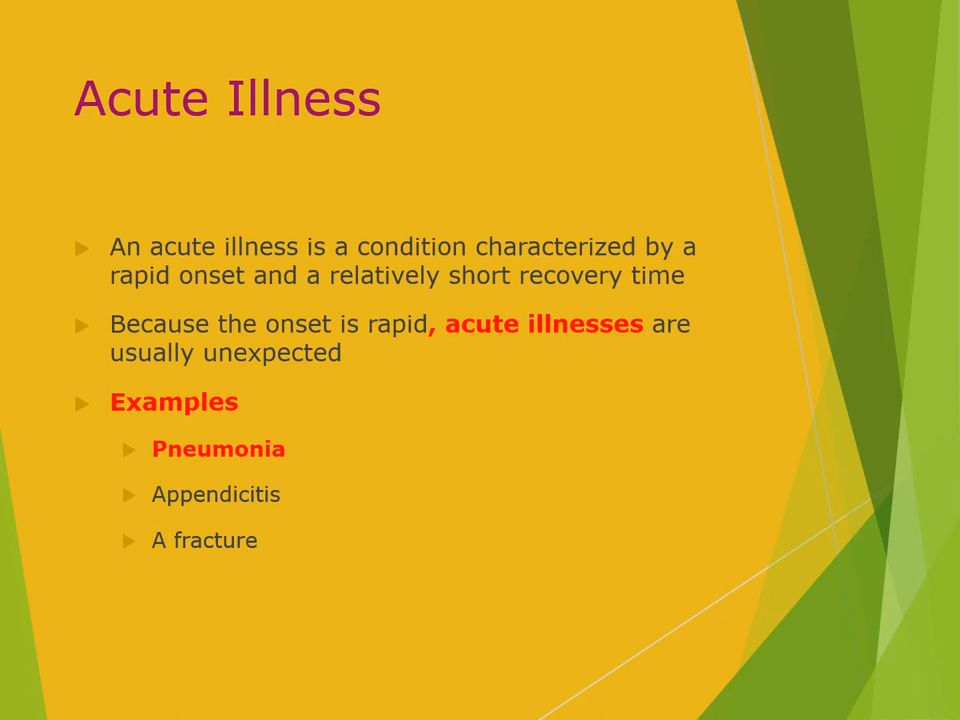 Acute Illness
An acute illness is a condition characterized by a
rapid onset and a relatively short recovery time
Because the onset is rapid, acute illnesses are
usually unexpected
Examples
Pneumonia
Appendicitis
A fracture